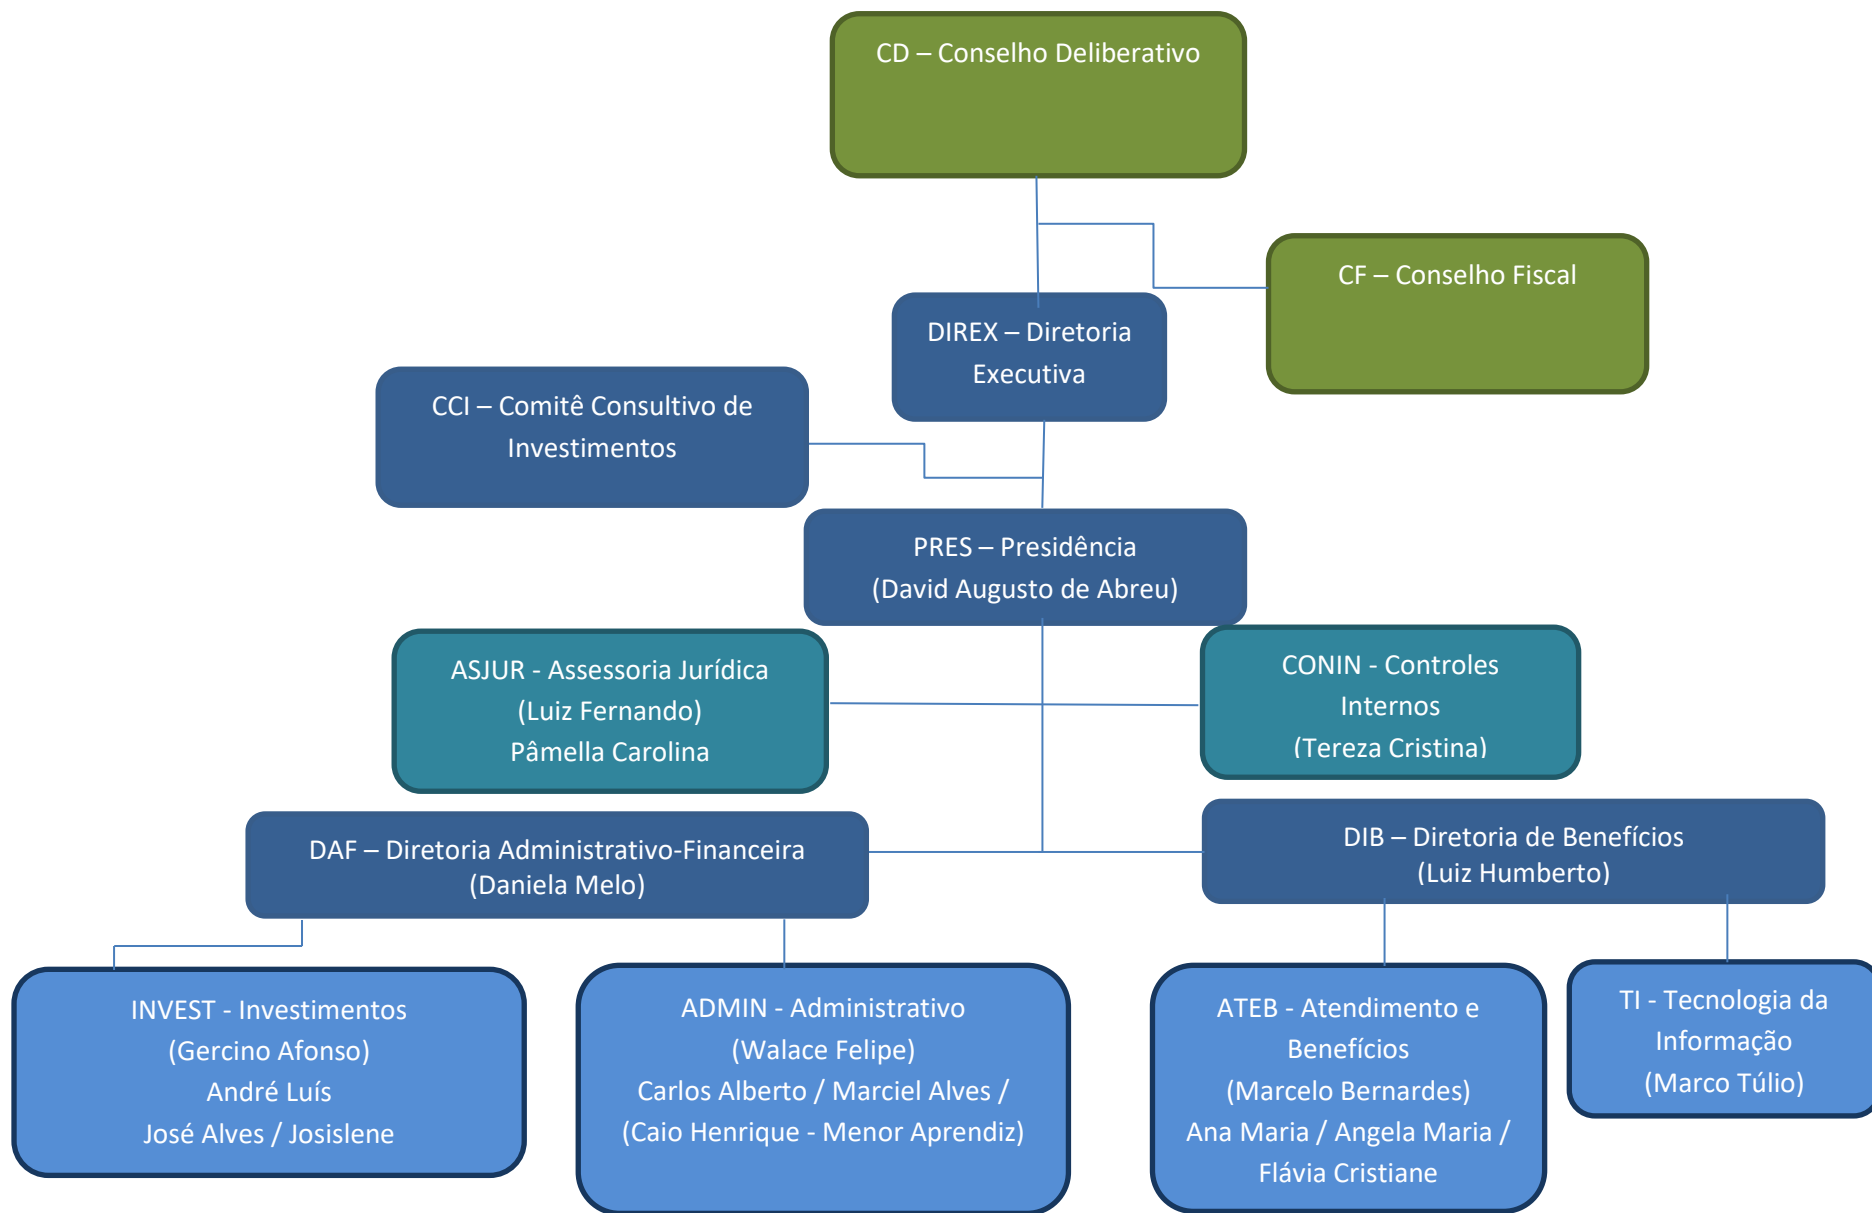 CD – Conselho Deliberativo
CF – Conselho Fiscal
DIREX – Diretoria
Executiva
CCI – Comitê Consultivo de
Investimentos
PRES – Presidência
(David Augusto de Abreu)
ASJUR - Assessoria Jurídica
(Luiz Fernando)
Pâmella Carolina
CONIN - Controles
Internos
(Tereza Cristina)
DAF – Diretoria Administrativo-Financeira
(Daniela Melo)
DIB – Diretoria de Benefícios
(Luiz Humberto)
INVEST - Investimentos
(Gercino Afonso)
André Luís
José Alves / Josislene
ADMIN - Administrativo
(Walace Felipe)
Carlos Alberto / Marciel Alves /
(Caio Henrique - Menor Aprendiz)
ATEB - Atendimento e
Benefícios
(Marcelo Bernardes)
Ana Maria / Angela Maria /
Flávia Cristiane
TI - Tecnologia da
Informação
(Marco Túlio)